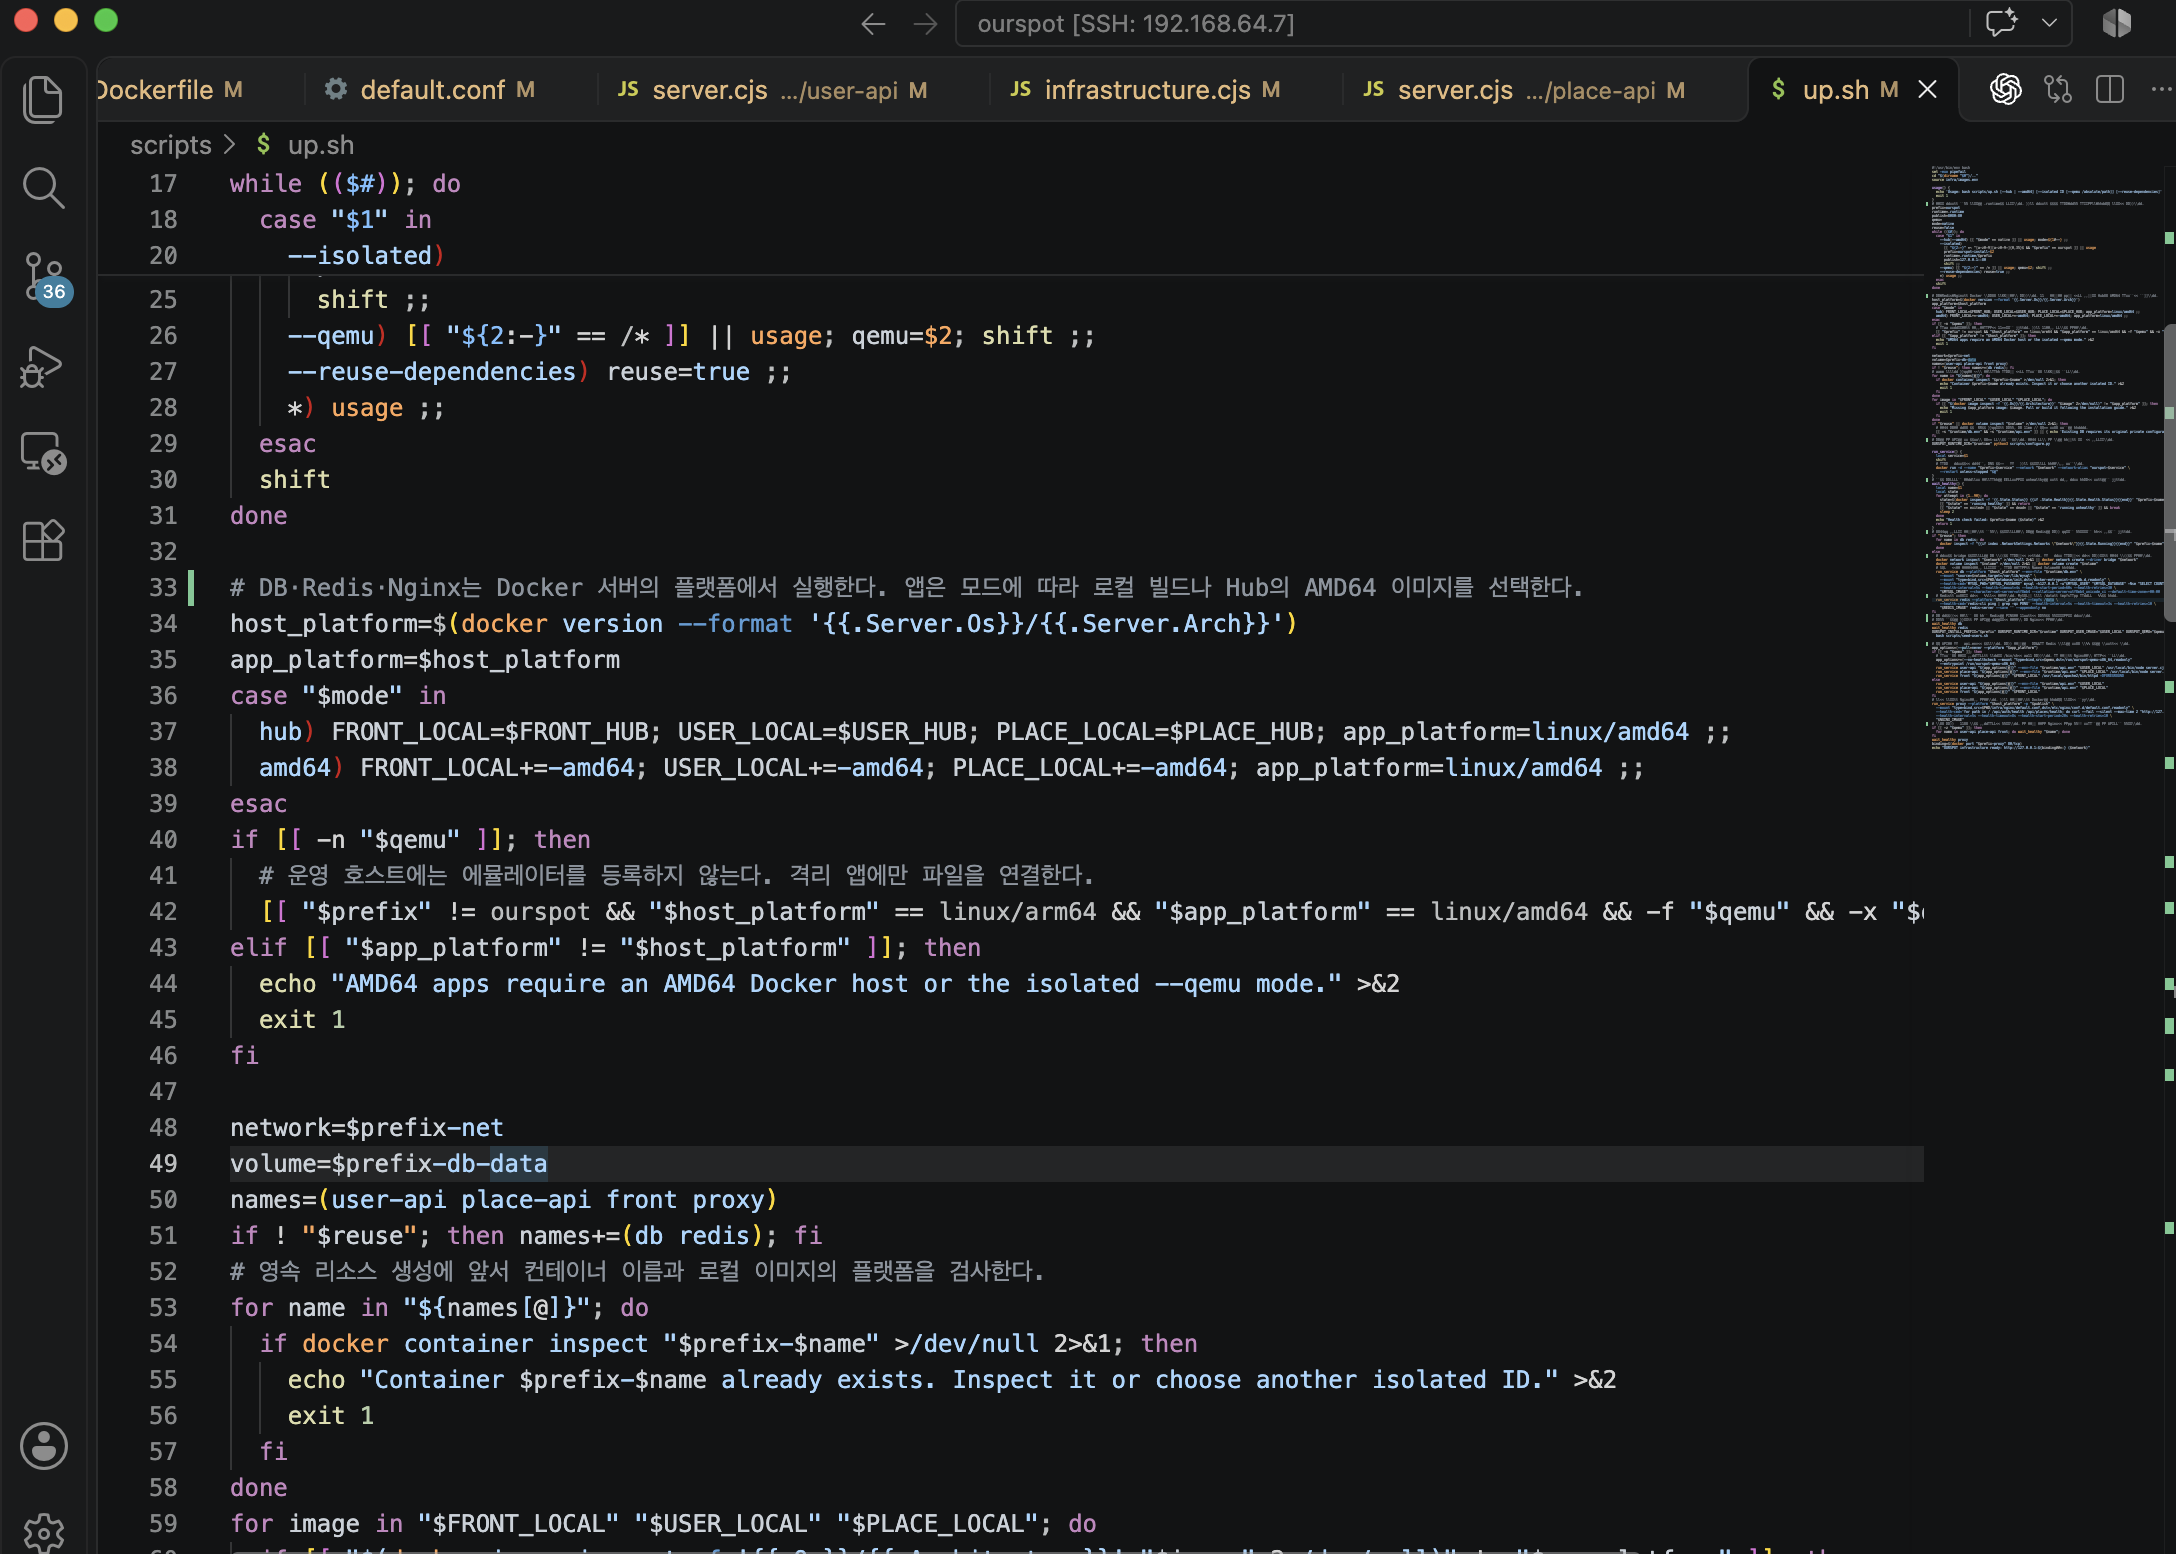 ourspot [SSH: 192.168.64.7]
Dockerfile M
default.conf M
JS server.cjs .../user-api M
JS infrastructure.cjs M
JS server.cjs .../place-api M
$ up.sh M
scripts > $ up.sh
36
17 while (($#)); do
18 case "$1" in
20 --isolated)
25 shift ;;
26 --qemu) [[ "${2:-}" == /* ]] || usage; qemu=$2; shift ;;
27 --reuse-dependencies) reuse=true ;;
28 *) usage ;;
29 esac
30 shift
31 done
32
33 # DB·Redis·Nginx는 Docker 서버의 플랫폼에서 실행한다. 앱은 모드에 따라 로컬 빌드나 Hub의 AMD64 이미지를 선택한다.
34 host_platform=$(docker version --format '{{.Server.Os}}/{{.Server.Arch}}')
35 app_platform=$host_platform
36 case "$mode" in
37 hub) FRONT_LOCAL=$FRONT_HUB; USER_LOCAL=$USER_HUB; PLACE_LOCAL=$PLACE_HUB; app_platform=linux/amd64 ;;
38 amd64) FRONT_LOCAL+=-amd64; USER_LOCAL+=-amd64; PLACE_LOCAL+=-amd64; app_platform=linux/amd64 ;;
39 esac
40 if [[ -n "$qemu" ]]; then
41 # 운영 호스트에는 에뮬레이터를 등록하지 않는다. 격리 앱에만 파일을 연결한다.
42 [[ "$prefix" != ourspot && "$host_platform" == linux/arm64 && "$app_platform" == linux/amd64 && -f "$qemu" && -x "$
43 elif [[ "$app_platform" != "$host_platform" ]]; then
44 echo "AMD64 apps require an AMD64 Docker host or the isolated --qemu mode." >&2
45 exit 1
46 fi
47
48 network=$prefix-net
49 volume=$prefix-db-data
50 names=(user-api place-api front proxy)
51 if ! "$reuse"; then names+=(db redis); fi
52 # 영속 리소스 생성에 앞서 컨테이너 이름과 로컬 이미지의 플랫폼을 검사한다.
53 for name in "${names[@]}"; do
54 if docker container inspect "$prefix-$name" >/dev/null 2>&1; then
55 echo "Container $prefix-$name already exists. Inspect it or choose another isolated ID." >&2
56 exit 1
57 fi
58 done
59 for image in "$FRONT_LOCAL" "$USER_LOCAL" "$PLACE_LOCAL"; do